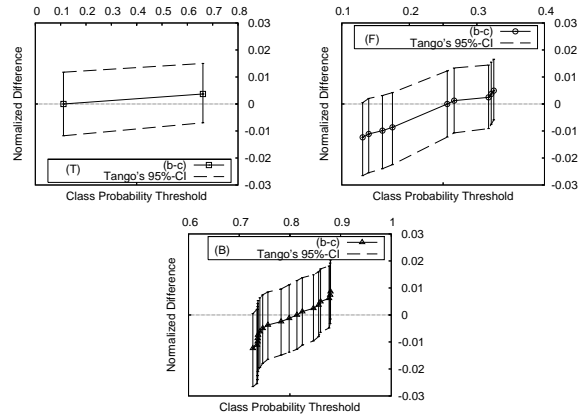 0 0.1 0.2 0.3 0.4 0.5 0.6 0.7 0.8
0.03
0.02
0.01
0
-0.01
-0.02
-0.03
Normalized Difference
(T)
(b-c)
Tango's 95%-CI
Class Probability Threshold
0.1 0.2 0.3 0.4
0.03
0.02
0.01
0
-0.01
-0.02
-0.03
Normalized Difference
(F)
(b-c)
Tango's 95%-CI
Class Probability Threshold
0.6 0.7 0.8 0.9 1
0.03
0.02
0.01
0
-0.01
-0.02
-0.03
Normalized Difference
(B)
(b-c)
Tango's 95%-CI
Class Probability Threshold